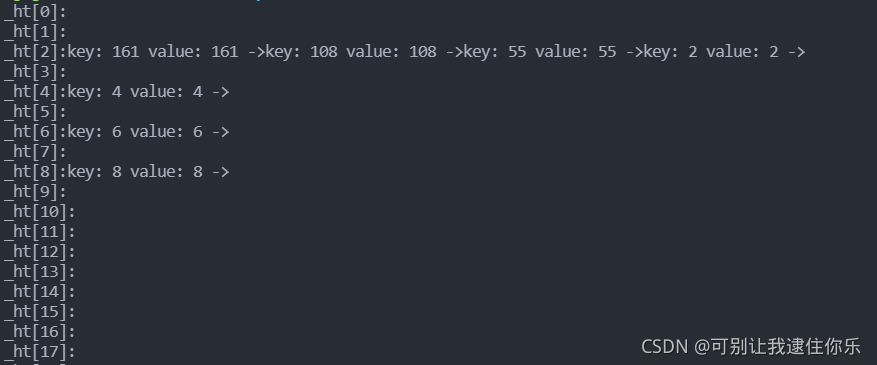 _ht[0]:
_ht[1]:
_ht[2]:key: 161 value: 161 ->key: 108 value: 108 ->key: 55 value: 55 ->key: 2 value: 2 ->
_ht[3]:
_ht[4]:key: 4 value: 4 ->
_ht[5]:
_ht[6]:key: 6 value: 6 ->
_ht[7]:
_ht[8]:key: 8 value: 8 ->
_ht[9]:
_ht[10]:
_ht[11]:
_ht[12]:
_ht[13]:
_ht[14]:
_ht[15]:
_ht[16]:
_ht[17]:
CSDN @可别让我逮住你乐